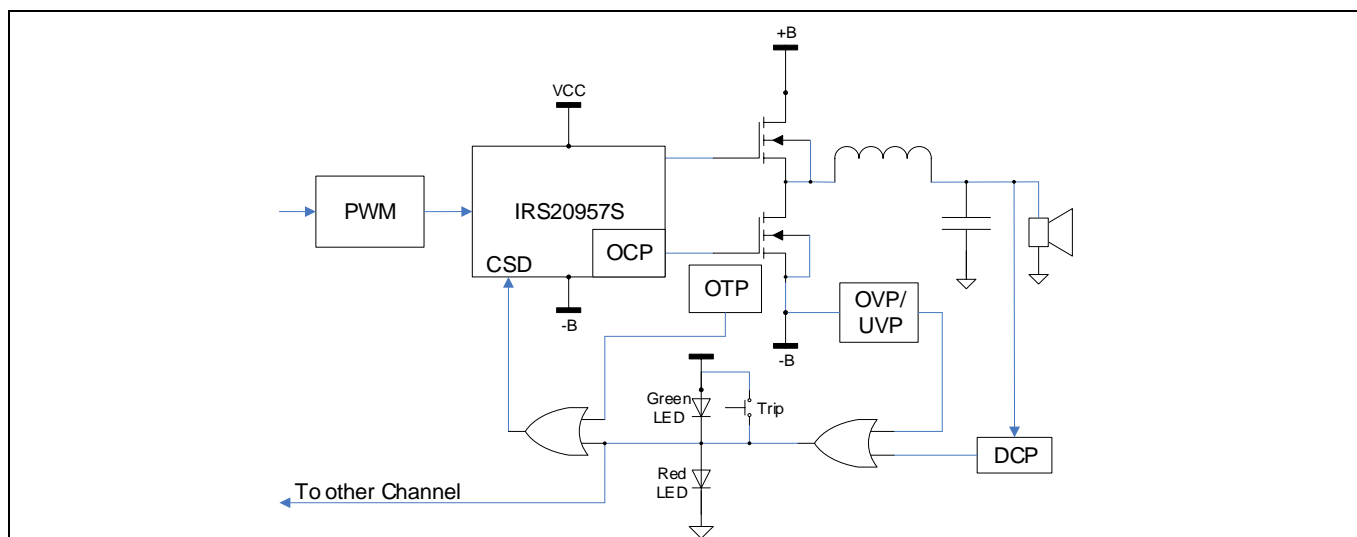 +B
VCC
PWM
IRS20957S
OCP
CSD
OTP
OVP/
UVP
-B
-B
Green
LED
Trip
Red
LED
DCP
To other Channel